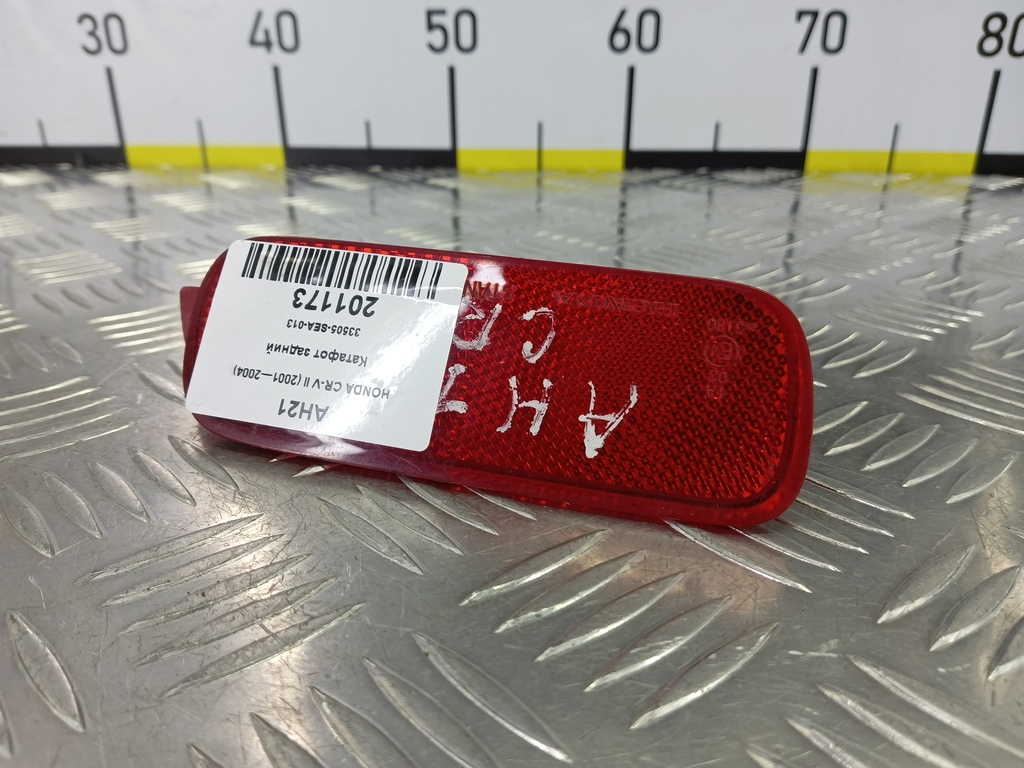 30 40 50 60 70 80
AH21
HONDA CR-V II (2001—2004)
Катафот задний
33505-SEA-013
201173
CR